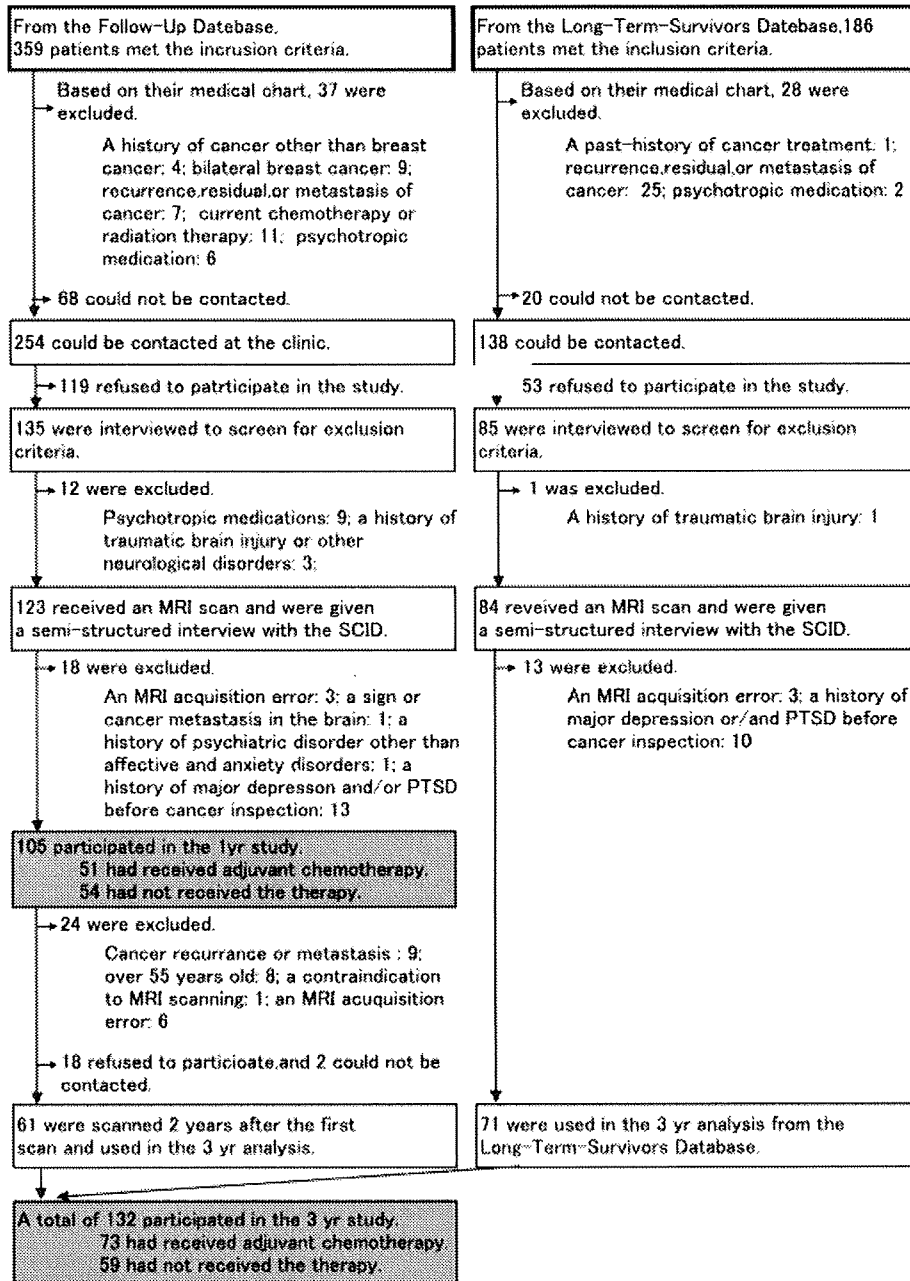 From the Follow-Up Datebase,
359 patients met the incrusion criteria.
Based on their medical chart, 37 were
excluded.
A history of cancer other than breast
cancer: 4; bilateral breast cancer: 9;
recurrence,residual,or metastasis of
cancer: 7; current chemotherapy or
radiation therapy: 11; psychotropic
medication: 6
68 could not be contacted.
254 could be contacted at the clinic.
119 refused to patrticipate in the study.
135 were interviewed to screen for exclusion
criteria.
12 were excluded.
Psychotropic medications: 9; a history of
traumatic brain injury or other
neurological disorders: 3;
123 received an MRI scan and were given
a semi-structured interview with the SCID.
18 were excluded.
An MRI acquisition error: 3; a sign or
cancer metastasis in the brain: 1; a
history of psychiatric disorder other than
affective and anxiety disorders: 1; a
history of major depresson and/or PTSD
before cancer inspection: 13
105 participated in the 1yr study.
51 had received adjuvant chemotherapy.
54 had not received the therapy.
24 were excluded.
Cancer recurrance or metastasis : 9;
over 55 years old: 8; a contraindication
to MRI scanning: 1; an MRI acuquisition
error: 6
18 refused to particioate,and 2 could not be
contacted.
61 were scanned 2 years after the first
scan and used in the 3 yr analysis.
From the Long-Term-Survivors Datebase,186
patients met the inclusion criteria.
Based on their medical chart, 28 were
excluded.
A past-history of cancer treatment: 1;
recurrence,residual,or metastasis of
cancer: 25; psychotropic medication: 2
20 could not be contacted.
138 could be contacted.
53 refused to participate in the study.
85 were interviewed to screen for exclusion
criteria.
1 was excluded.
A history of traumatic brain injury: 1
84 reveived an MRI scan and were given
a semi-structured interview with the SCID.
13 were excluded.
An MRI acquisition error: 3; a history of
major depression or/and PTSD before
cancer inspection: 10
71 were used in the 3 yr analysis from the
Long-Term-Survivors Database.
A total of 132 participated in the 3 yr study.
73 had received adjuvant chemotherapy.
59 had not received the therapy.